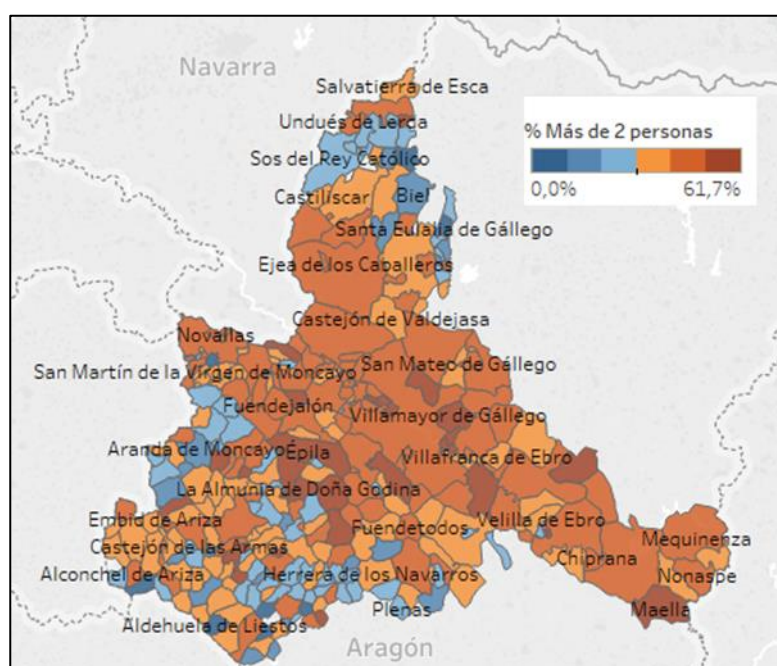 Navarra
Salvatierra de Esca
Undués de Lerda
% Más de 2 personas
Sos del Rey Católico
0,0%
61,7%
Castiliscar
Biel
Santa Eulalia de Gállego
Ejea de los Caballeros
Castejón de Valdejasa
Novallas
San Mateo de Gállego
San Martín de la Virgen de Moncayo
Fuendejalón
Villamayor de Gállego
Aranda de Moncayo
Épila
Villafranca de Ebro
La Almunia de Doña Godina
Embid de Ariza
Fuendetodos
Velilla de Ebro
Mequinenza
Castejón de las Armas
Chiprana
Alconchel de Ariza
Herrera de los Navarros
Nonaspe
Plenas
Maella
Aldehuela de Liestos
Aragón